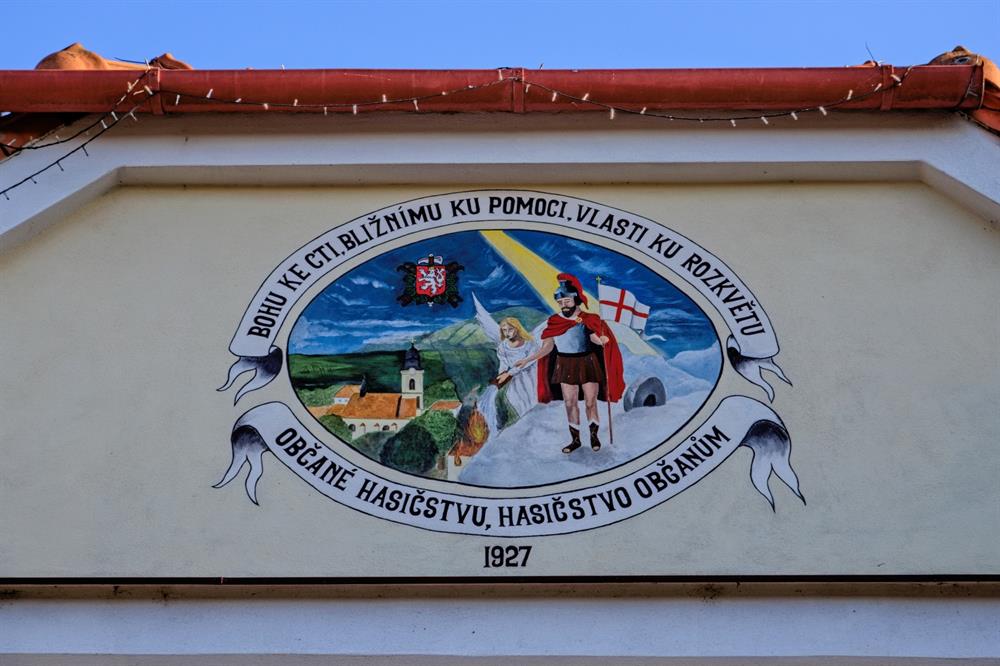 BOHU KE CTI, BLIŽNÍMU KU POMOCI, VLASTI KU ROZKVĚTU
OBČANÉ HASIČSTVU, HASIČSTVO OBČANŮM
1927